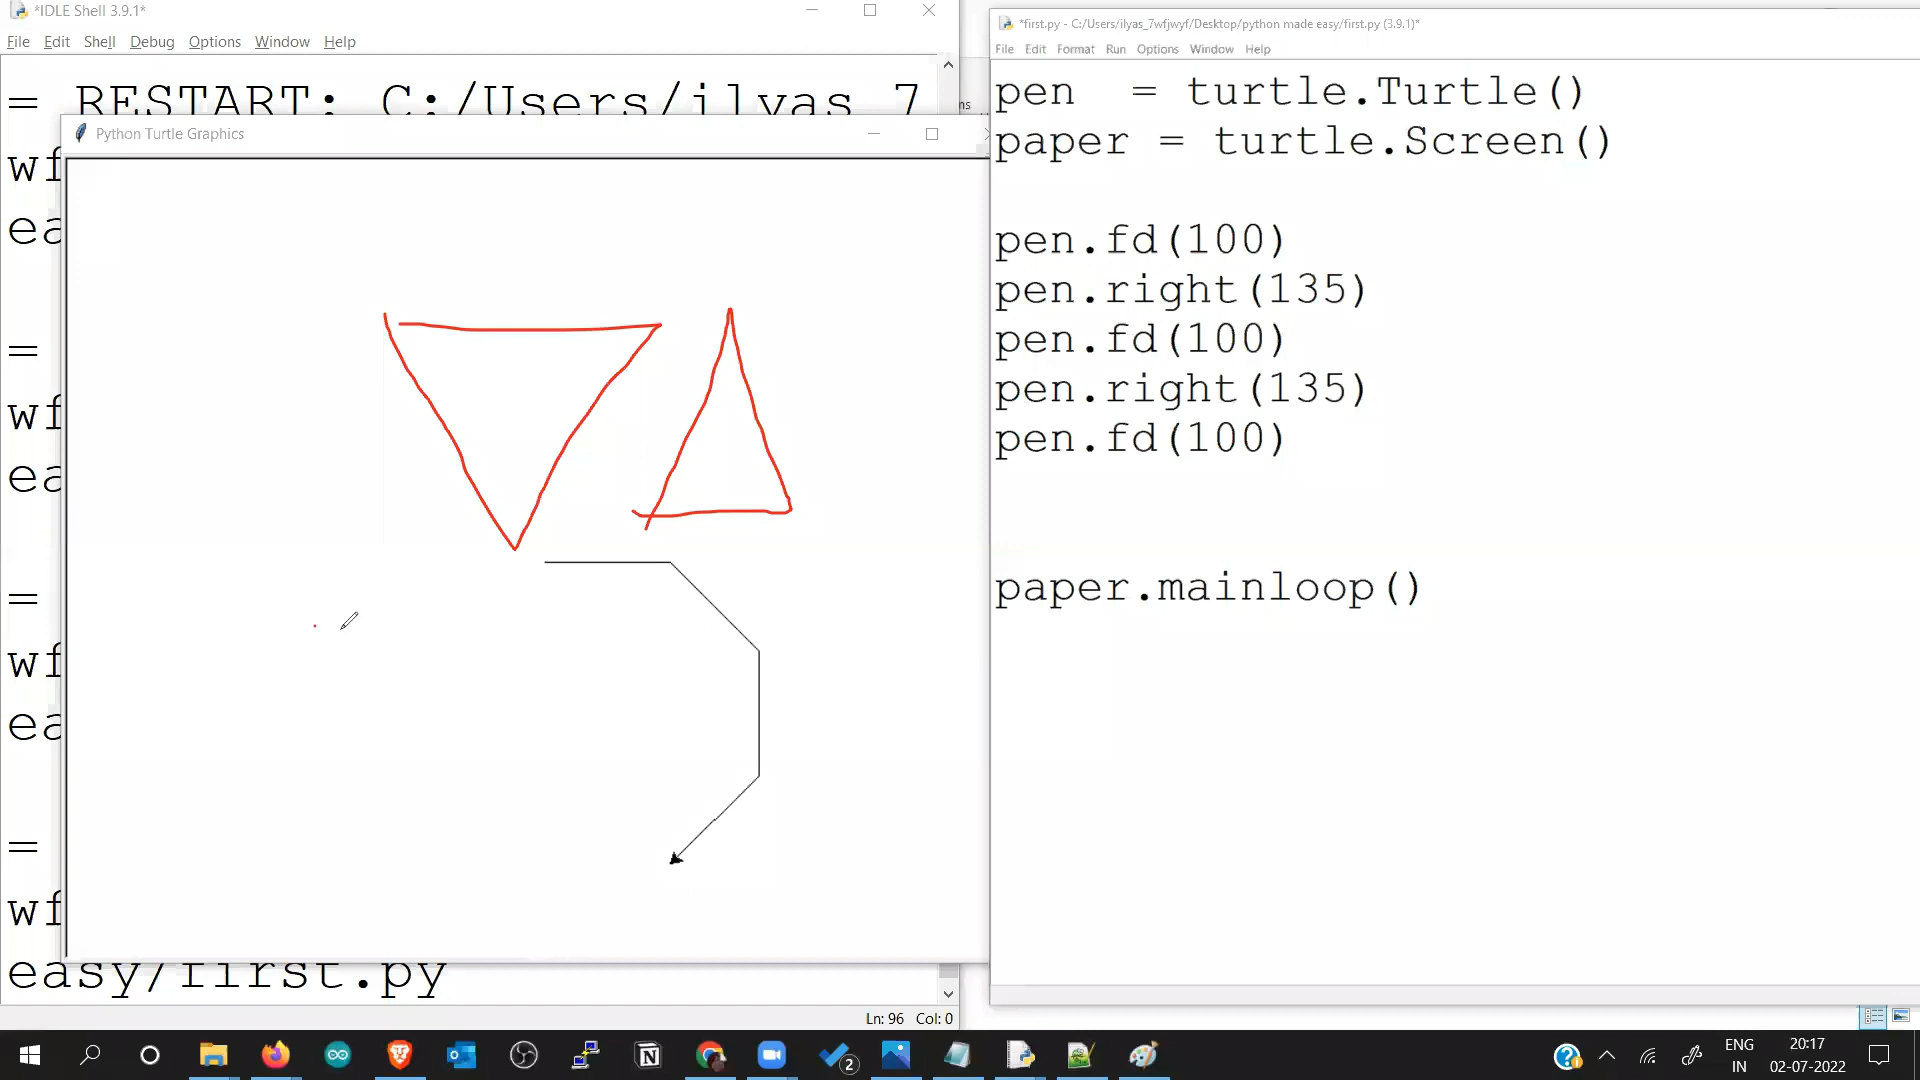 *IDLE Shell 3.9.1*
File Edit Shell Debug Options Window Help
= RESTART: C:/Users/ilyas_7
wf
ea
=
wf
ea
=
wf
ea
=
wf
easy/first.py
Ln: 96 Col: 0
Python Turtle Graphics
*first.py - C:/Users/ilyas_7wfjwyf/Desktop/python made easy/first.py (3.9.1)*
File Edit Format Run Options Window Help
pen  = turtle.Turtle()
paper = turtle.Screen()
pen.fd(100)
pen.right(135)
pen.fd(100)
pen.right(135)
pen.fd(100)
paper.mainloop()
2
ENG
IN
20:17
02-07-2022